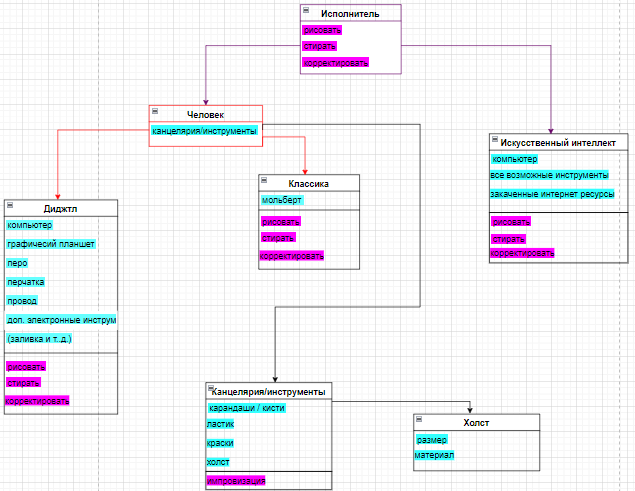 Исполнитель
рисовать
стирать
корректировать
Человек
канцелярия/инструменты
Искусственный интеллект
компьютер
все возможные инструменты
закаченные интернет ресурсы
рисовать
стирать
корректировать
Классика
мольберт
рисовать
стирать
корректировать
Диджтл
компьютер
графичесий планшет
перо
перчатка
провод
доп. электронные инструм
(заливка и т..д.)
рисовать
стирать
корректировать
Канцелярия/инструменты
карандаши / кисти
ластик
краски
холст
импровизация
Холст
размер
материал